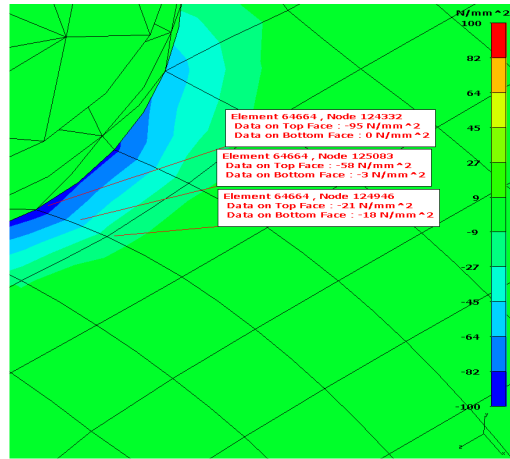 N/mm^2
100
82
64
45
27
9
-9
-27
-45
-64
-82
-100
Element 64664 , Node 124332
Data on Top Face : -95 N/mm^2
Data on Bottom Face : 0 N/mm^2
Element 64664 , Node 125083
Data on Top Face : -58 N/mm^2
Data on Bottom Face : -3 N/mm^2
Element 64664 , Node 124946
Data on Top Face : -21 N/mm^2
Data on Bottom Face : -18 N/mm^2